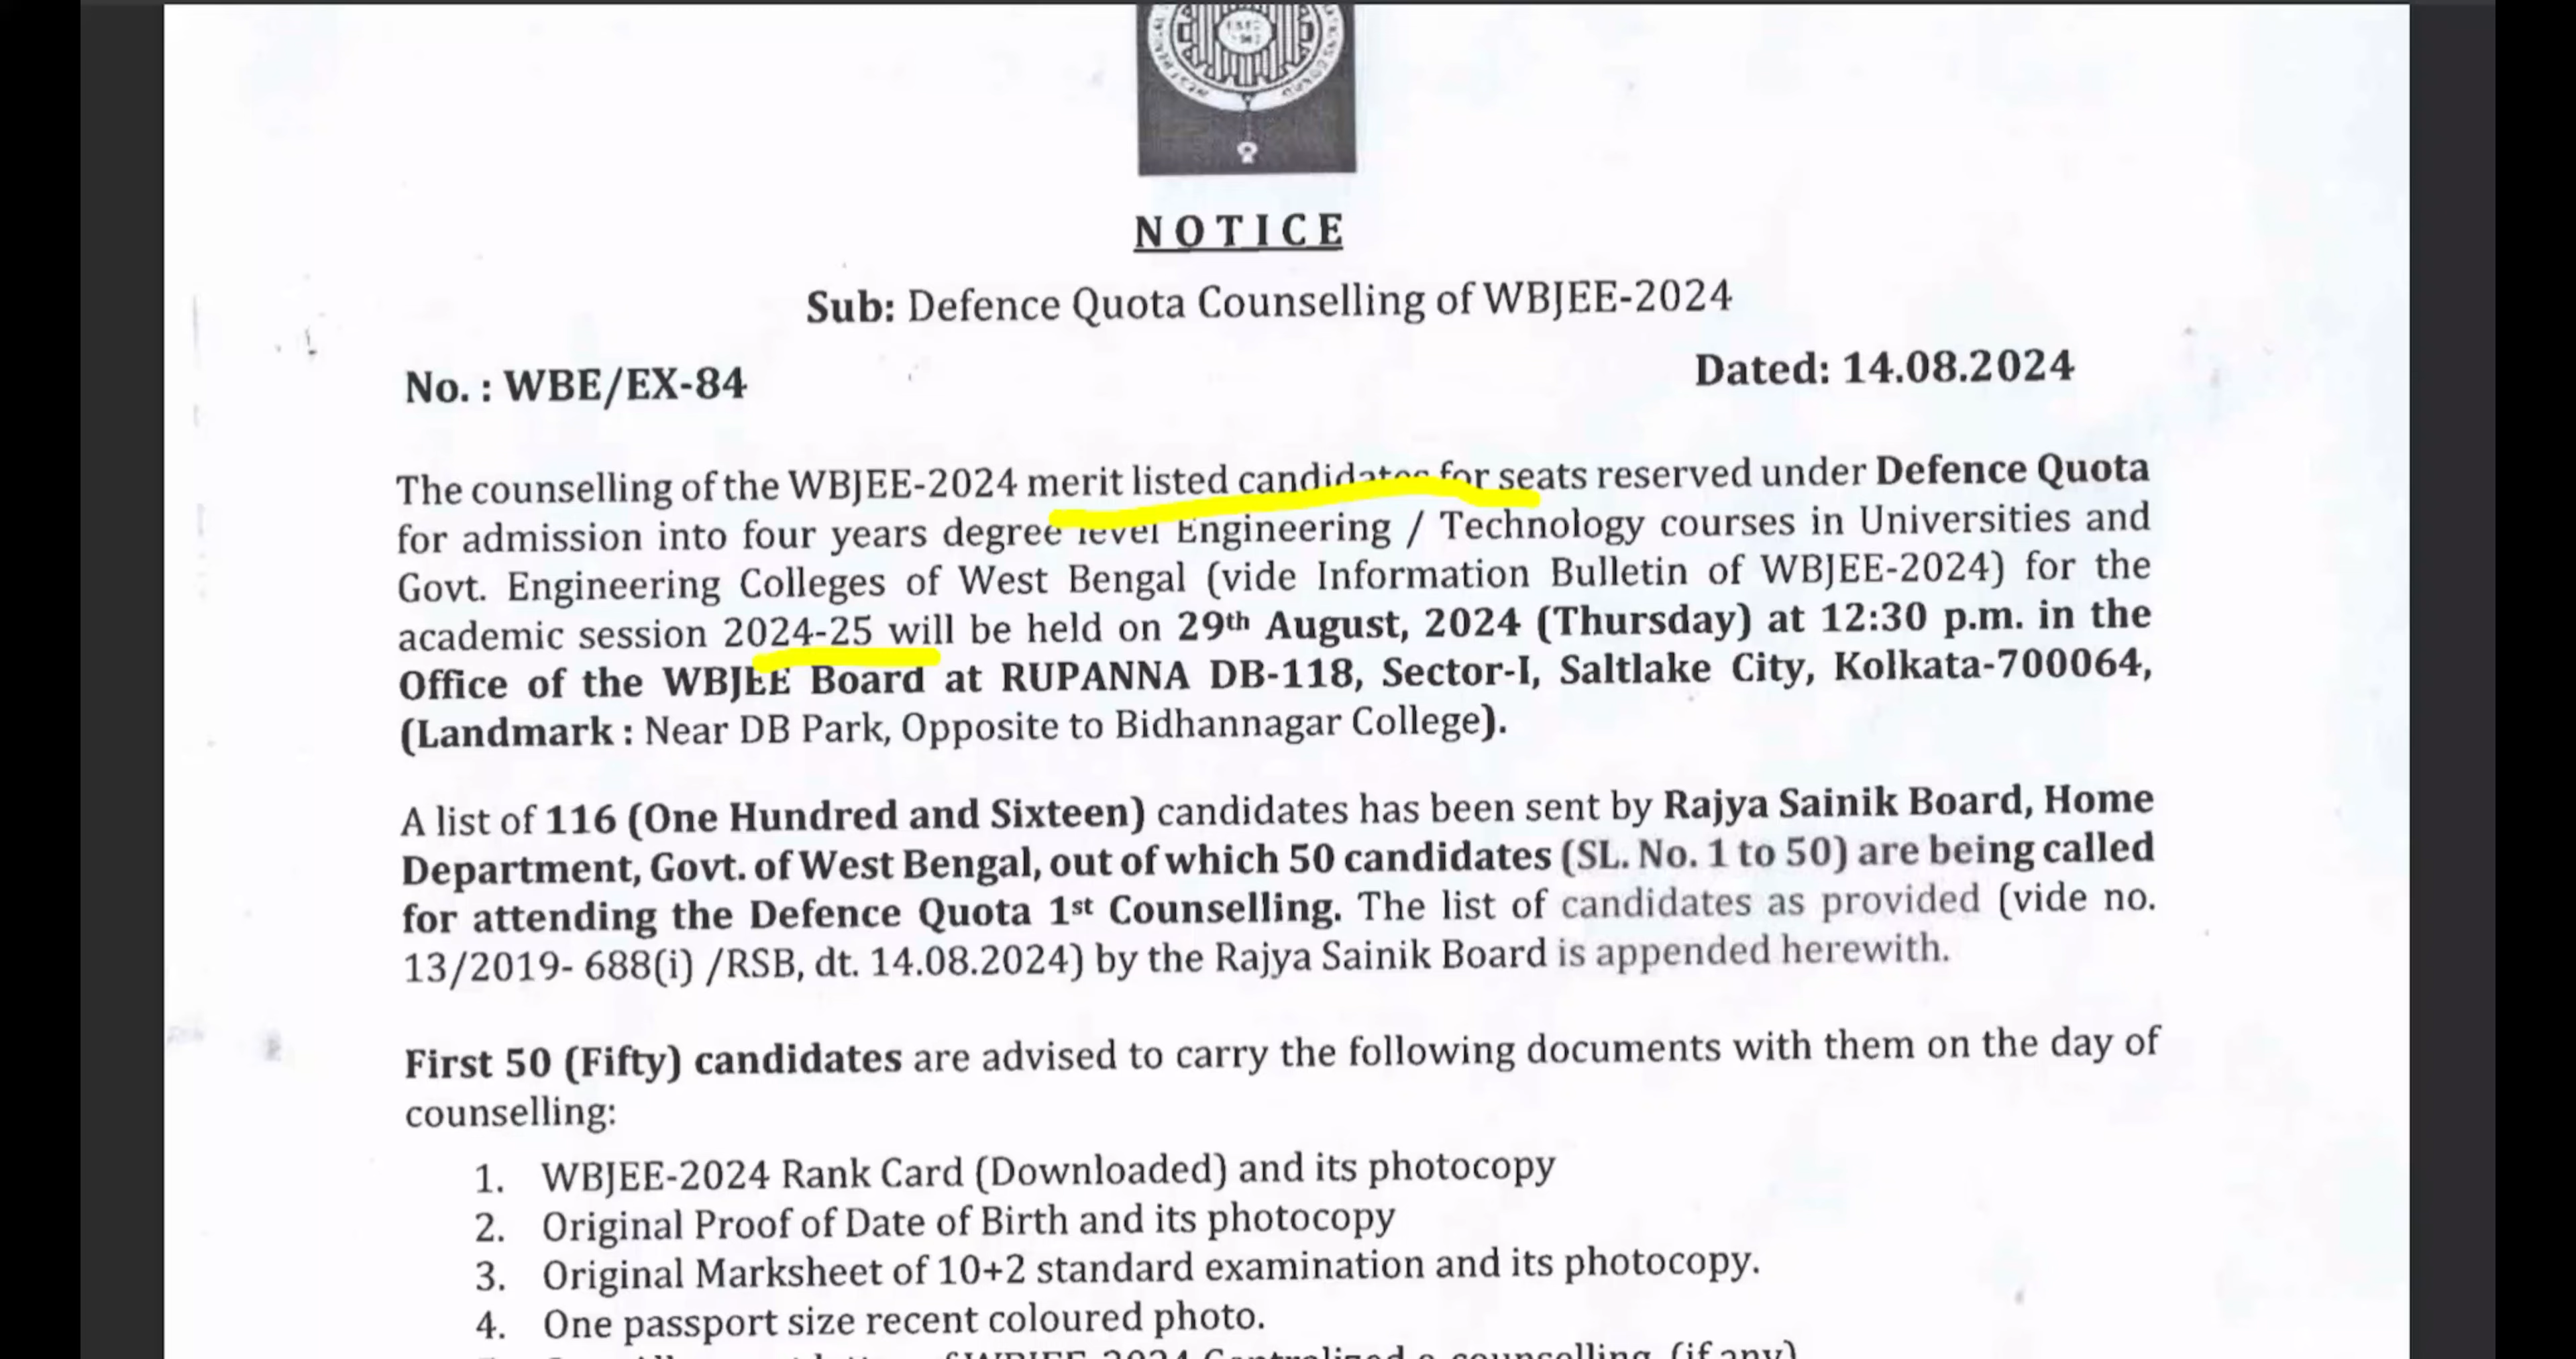 NOTICE
Sub: Defence Quota Counselling of WBJEE-2024
No. : WBE/EX-84
Dated: 14.08.2024
The counselling of the WBJEE-2024 merit listed candidates for seats reserved under Defence Quota
for admission into four years degree level Engineering / Technology courses in Universities and
Govt. Engineering Colleges of West Bengal (vide Information Bulletin of WBJEE-2024) for the
academic session 2024-25 will be held on 29th August, 2024 (Thursday) at 12:30 p.m. in the
Office of the WBJEE Board at RUPANNA DB-118, Sector-I, Saltlake City, Kolkata-700064,
(Landmark : Near DB Park, Opposite to Bidhannagar College).
A list of 116 (One Hundred and Sixteen) candidates has been sent by Rajya Sainik Board, Home
Department, Govt. of West Bengal, out of which 50 candidates (SL. No. 1 to 50) are being called
for attending the Defence Quota 1st Counselling. The list of candidates as provided (vide no.
13/2019- 688(i) /RSB, dt. 14.08.2024) by the Rajya Sainik Board is appended herewith.
First 50 (Fifty) candidates are advised to carry the following documents with them on the day of
counselling:
1. WBJEE-2024 Rank Card (Downloaded) and its photocopy
2. Original Proof of Date of Birth and its photocopy
3. Original Marksheet of 10+2 standard examination and its photocopy.
4. One passport size recent coloured photo.
WBJEE-2024 Centralized e-counselling (if any)